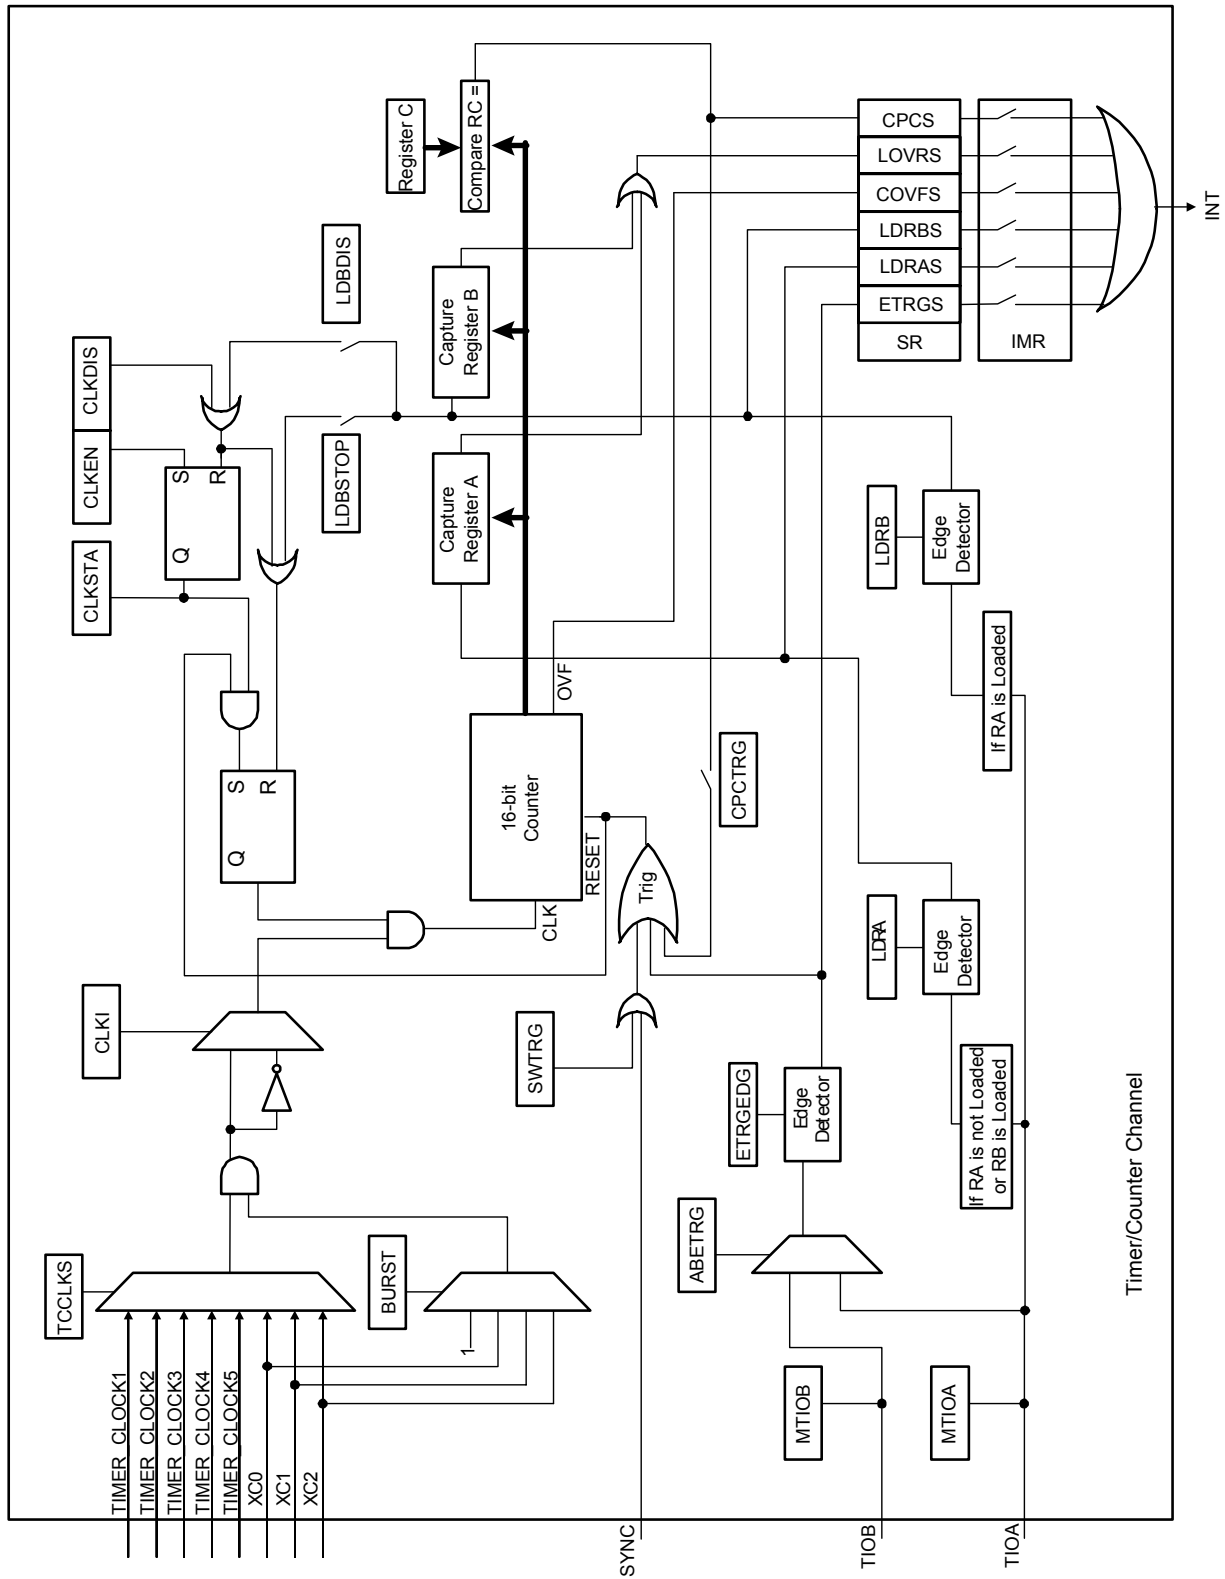 TCCLKS
TIMER_CLOCK1
TIMER_CLOCK2
TIMER_CLOCK3
TIMER_CLOCK4
TIMER_CLOCK5
XC0
XC1
XC2
CLKI
CLKSTA
CLKEN
CLKDIS
Q
S
R
Q
S
R
LDBSTOP
LDBDIS
BURST
1
Register C
Compare RC =
Capture
Register A
Capture
Register B
16-bit
Counter
CLK
OVF
RESET
SWTRG
Trig
SYNC
CPCTRG
ABETRG
ETRGEDG
Edge
Detector
MTIOB
TIOB
MTIOA
TIOA
LDRA
Edge
Detector
If RA is not Loaded
or RB is Loaded
LDRB
Edge
Detector
If RA is Loaded
CPCS
LOVRS
COVFS
LDRBS
LDRAS
ETRGS
SR
IMR
INT
Timer/Counter Channel